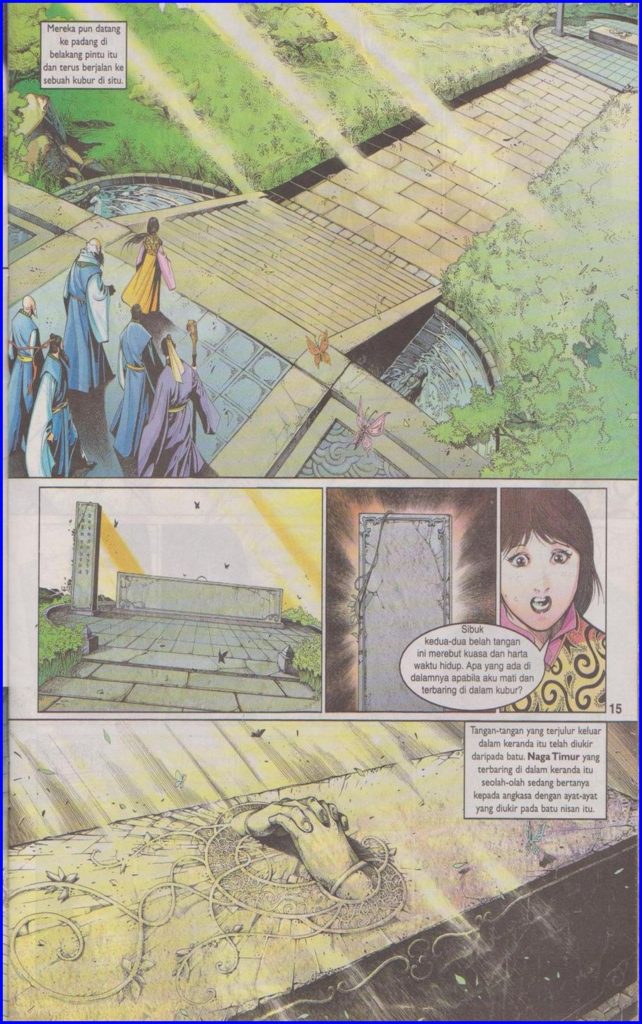 Mereka pun datang
ke padang di
belakang pintu itu
dan terus berjalan ke
sebuah kubur di situ.
Sibuk
kedua-dua belah tangan
ini merebut kuasa dan harta
waktu hidup. Apa yang ada di
dalamnya apabila aku mati dan
terbaring di dalam kubur?
15
Tangan-tangan yang terjulur keluar
dalam keranda itu telah diukir
daripada batu. Naga Timur yang
terbaring di dalam keranda itu
seolah-olah sedang bertanya
kepada angkasa dengan ayat-ayat
yang diukir pada batu nisan itu.